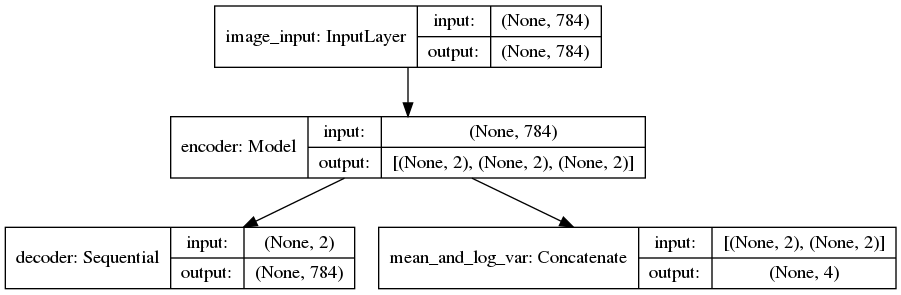 image_input: InputLayer
input: (None, 784)
output: (None, 784)
encoder: Model
input: (None, 784)
output: [(None, 2), (None, 2), (None, 2)]
decoder: Sequential
input: (None, 2)
output: (None, 784)
mean_and_log_var: Concatenate
input: [(None, 2), (None, 2)]
output: (None, 4)